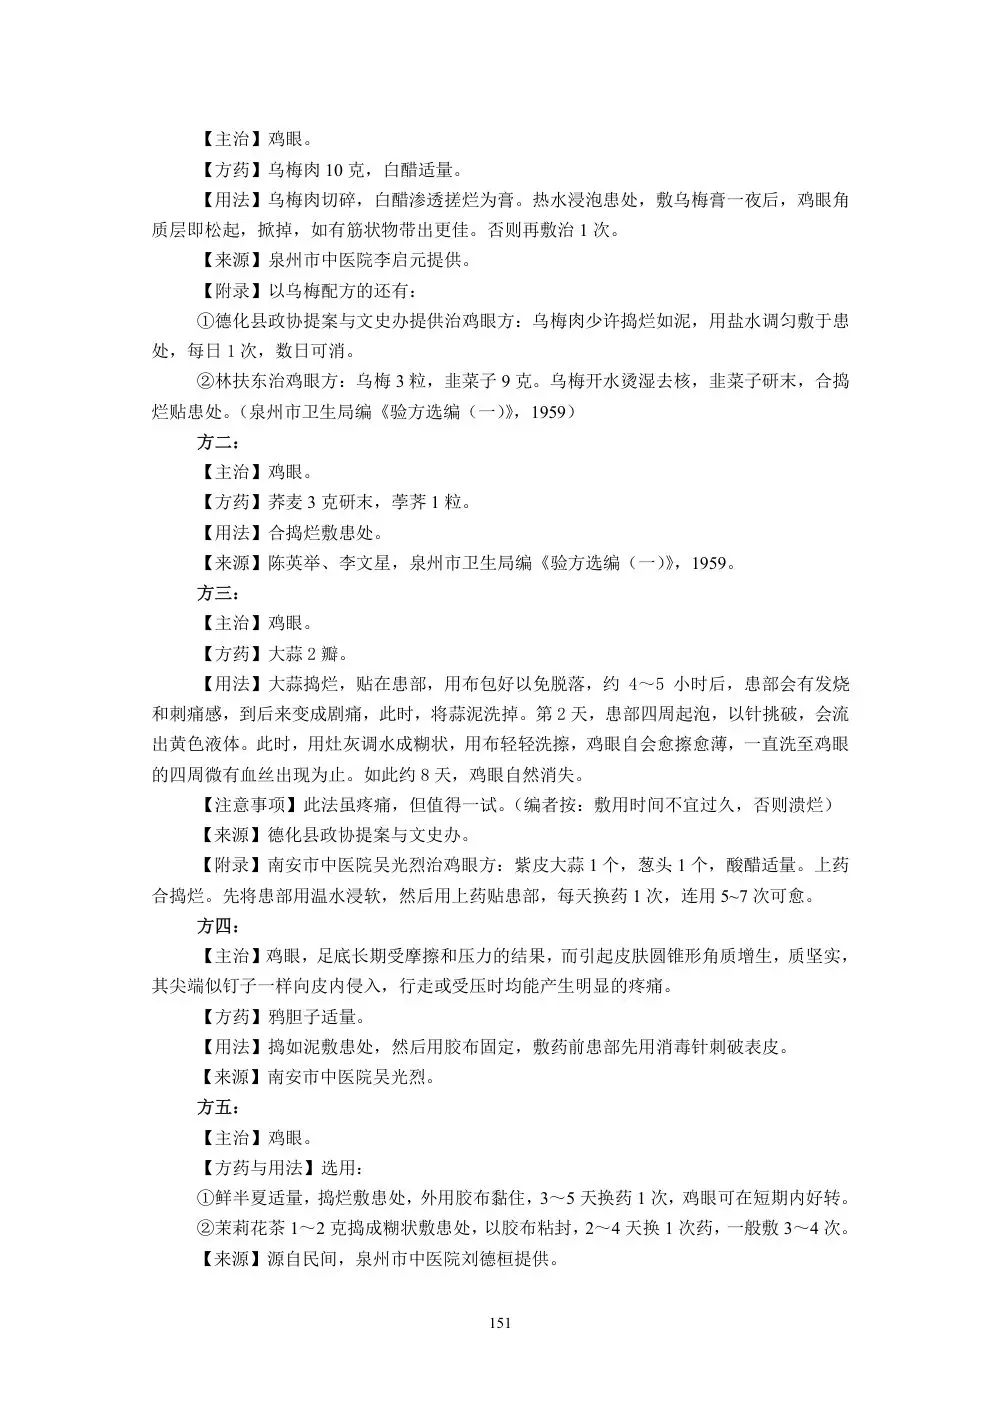 【主治】鸡眼。
【方药】乌梅肉 10 克，白醋适量。
【用法】乌梅肉切碎，白醋渗透搓烂为膏。热水浸泡患处，敷乌梅膏一夜后，鸡眼角
质层即松起，掀掉，如有筋状物带出更佳。否则再敷治 1 次。
【来源】泉州市中医院李启元提供。
【附录】以乌梅配方的还有：
①德化县政协提案与文史办提供治鸡眼方：乌梅肉少许捣烂如泥，用盐水调匀敷于患
处，每日 1 次，数日可消。
②林扶东治鸡眼方：乌梅 3 粒，韭菜子 9 克。乌梅开水烫湿去核，韭菜子研末，合捣
烂贴患处。（泉州市卫生局编《验方选编（一）》，1959）
方二：
【主治】鸡眼。
【方药】荞麦 3 克研末，荸荠 1 粒。
【用法】合捣烂敷患处。
【来源】陈英举、李文星，泉州市卫生局编《验方选编（一）》，1959。
方三：
【主治】鸡眼。
【方药】大蒜 2 瓣。
【用法】大蒜捣烂，贴在患部，用布包好以免脱落，约 4～5 小时后，患部会有发烧
和刺痛感，到后来变成剧痛，此时，将蒜泥洗掉。第 2 天，患部四周起泡，以针挑破，会流
出黄色液体。此时，用灶灰调水成糊状，用布轻轻洗擦，鸡眼自会愈擦愈薄，一直洗至鸡眼
的四周微有血丝出现为止。如此约 8 天，鸡眼自然消失。
【注意事项】此法虽疼痛，但值得一试。（编者按：敷用时间不宜过久，否则溃烂）
【来源】德化县政协提案与文史办。
【附录】南安市中医院吴光烈治鸡眼方：紫皮大蒜 1 个，葱头 1 个，酸醋适量。上药
合捣烂。先将患部用温水浸软，然后用上药贴患部，每天换药 1 次，连用 5~7 次可愈。
方四：
【主治】鸡眼，足底长期受摩擦和压力的结果，而引起皮肤圆锥形角质增生，质坚实，
其尖端似钉子一样向皮内侵入，行走或受压时均能产生明显的疼痛。
【方药】鸦胆子适量。
【用法】捣如泥敷患处，然后用胶布固定，敷药前患部先用消毒针刺破表皮。
【来源】南安市中医院吴光烈。
方五：
【主治】鸡眼。
【方药与用法】选用：
①鲜半夏适量，捣烂敷患处，外用胶布黏住，3～5 天换药 1 次，鸡眼可在短期内好转。
②茉莉花茶 1～2 克捣成糊状敷患处，以胶布粘封，2～4 天换 1 次药，一般敷 3～4 次。
【来源】源自民间，泉州市中医院刘德桓提供。
151